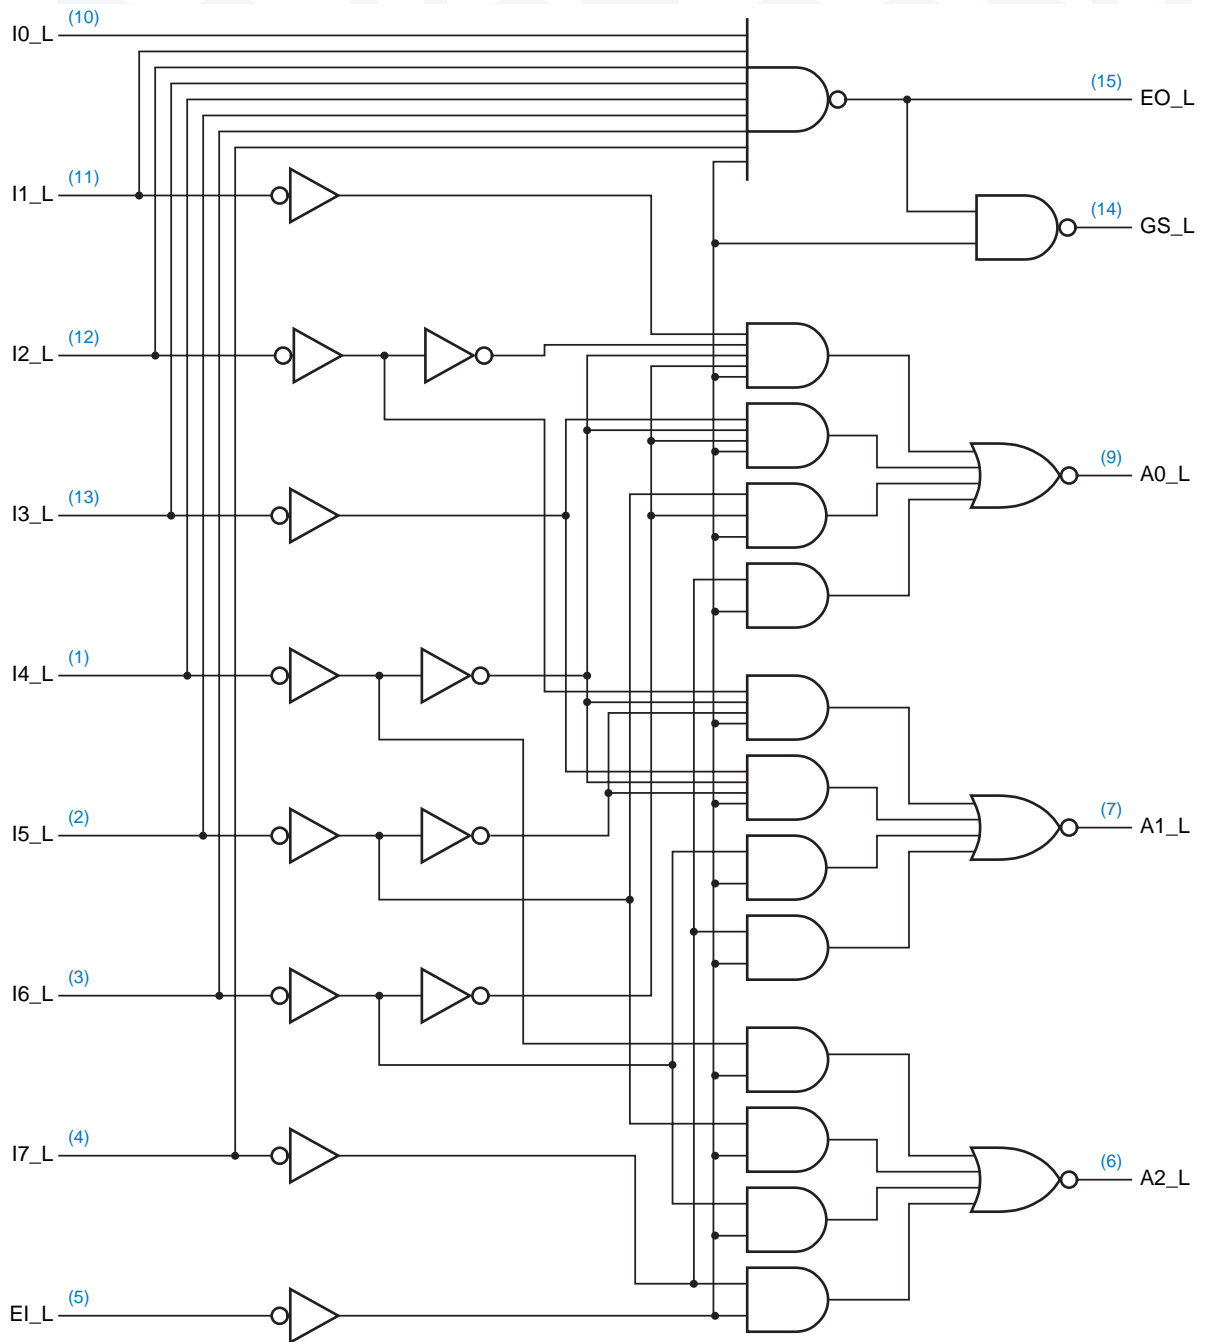 (10)
I0_L
(15)
EO_L
(11)
I1_L
(14)
GS_L
(12)
I2_L
(9)
A0_L
(13)
I3_L
(1)
I4_L
(7)
A1_L
(2)
I5_L
(3)
I6_L
(4)
I7_L
(6)
A2_L
(5)
EI_L